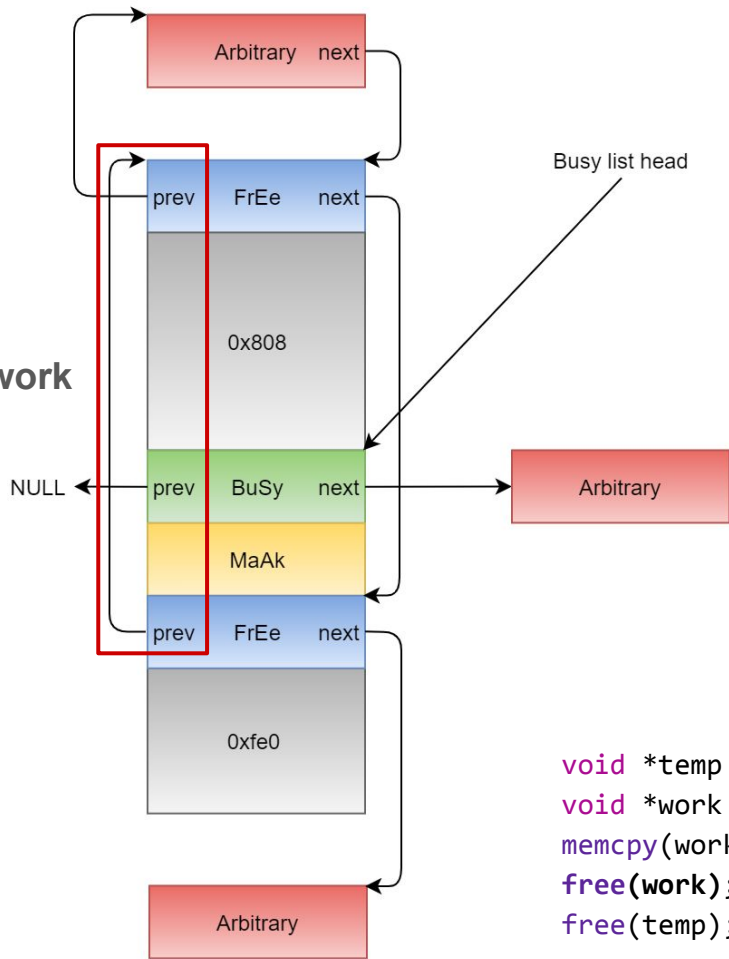 Arbitrary next
Busy list head
prev FrEe next
0x808
work
NULL
prev BuSy next
Arbitrary
MaAk
prev FrEe next
0xfe0
void *temp
void *work
memcpy(work
free(work);
free(temp);
Arbitrary